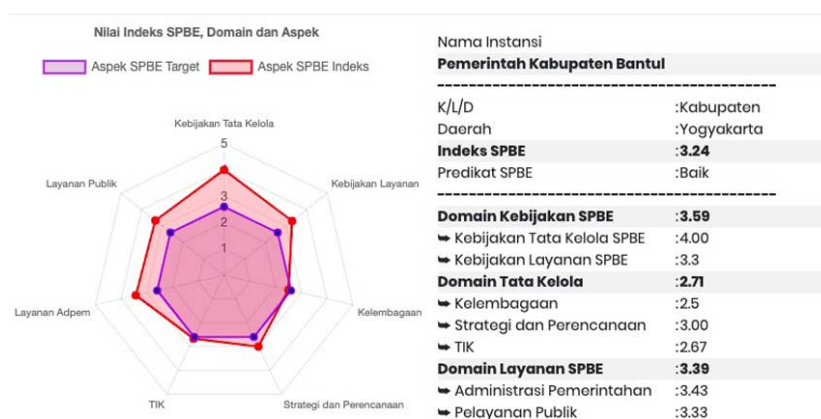 Nilai Indeks SPBE, Domain dan Aspek
Aspek SPBE Target
Aspek SPBE Indeks
Kebijakan Tata Kelola
5
Layanan Publik
Kebijakan Layanan
3
2
1
Layanan Adpem
Kelembagaan
TIK
Strategi dan Perencanaan
Nama Instansi
Pemerintah Kabupaten Bantul
K/L/D :Kabupaten
Daerah :Yogyakarta
Indeks SPBE :3.24
Predikat SPBE :Baik
Domain Kebijakan SPBE :3.59
➥ Kebijakan Tata Kelola SPBE :4.00
➥ Kebijakan Layanan SPBE :3.3
Domain Tata Kelola :2.71
➥ Kelembagaan :2.5
➥ Strategi dan Perencanaan :3.00
➥ TIK :2.67
Domain Layanan SPBE :3.39
➥ Administrasi Pemerintahan :3.43
➥ Pelayanan Publik :3.33